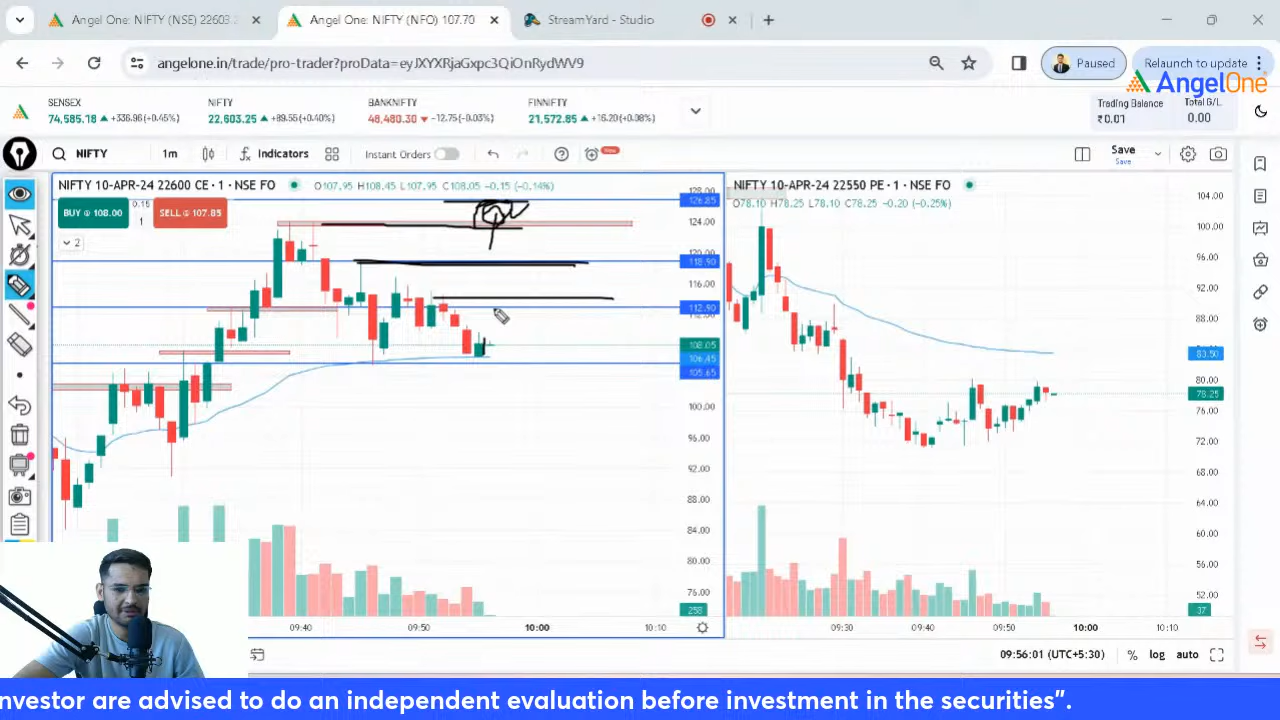 Angel One: NIFTY (NSE) 22603.2
Angel One: NIFTY (NFO) 107.70
StreamYard - Studio
angelone.in/trade/pro-trader?proData=eyJXYXRjaGxpc3QiOnRydWV9
Paused
Relaunch to update
AngelOne
SENSEX
74,585.18
NIFTY
22,603.25 +89.55(+0.40%)
BANKNIFTY
48,480.30 -12.75(-0.03%)
FINNIFTY
21,572.85
Trading Balance
₹0.01
Total G/L
0.00
NIFTY
1m
Indicators
Instant Orders
New
Save
Save
NIFTY 10-APR-24 22600 CE · 1 · NSE FO
O107.95 H108.45 L107.95 C108.05 -0.15 (-0.14%)
BUY @ 108.00
0.15
1
SELL @ 107.85
2
128.00
126.85
124.00
120.00
118.90
116.00
112.90
108.05
106.45
105.65
100.00
95.00
92.00
88.00
84.00
80.00
76.00
258
09:40
09:50
10:00
10:10
NIFTY 10-APR-24 22550 PE · 1 · NSE FO
O78.10 H78.25 L78.10 C78.25 -0.20 (-0.25%)
104.00
100.00
96.00
92.00
88.00
83.50
80.00
78.25
76.00
72.00
68.00
64.00
60.00
56.00
52.00
37
09:30
09:40
09:50
10:00
10:10
09:56:01 (UTC+5:30)
%
log
auto
nvestor are advised to do an independent evaluation before investment in the securities”.